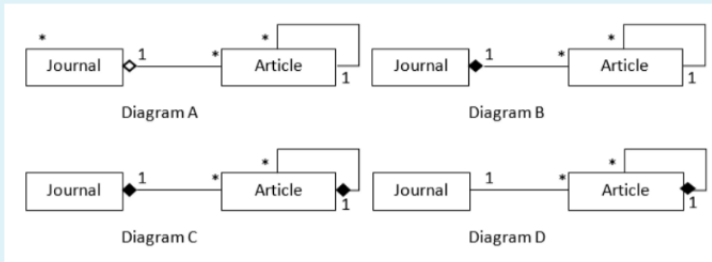 * *
Journal 1 * Article 1
Diagram A
*
Journal 1 * Article 1
Diagram B
*
Journal 1 * Article 1
Diagram C
*
Journal 1 * Article 1
Diagram D